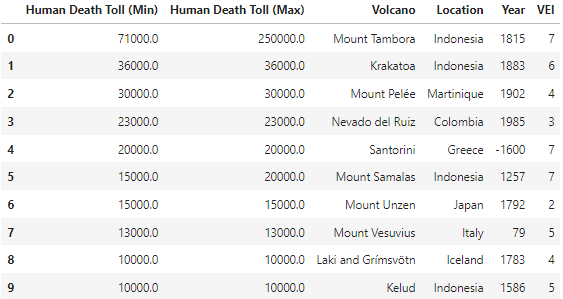 Human Death Toll (Min) Human Death Toll (Max) Volcano Location Year VEI
0 71000.0 250000.0 Mount Tambora Indonesia 1815 7
1 36000.0 36000.0 Krakatoa Indonesia 1883 6
2 30000.0 30000.0 Mount Pelée Martinique 1902 4
3 23000.0 23000.0 Nevado del Ruiz Colombia 1985 3
4 20000.0 20000.0 Santorini Greece -1600 7
5 15000.0 20000.0 Mount Samalas Indonesia 1257 7
6 15000.0 15000.0 Mount Unzen Japan 1792 2
7 13000.0 13000.0 Mount Vesuvius Italy 79 5
8 10000.0 10000.0 Laki and Grímsvötn Iceland 1783 4
9 10000.0 10000.0 Kelud Indonesia 1586 5